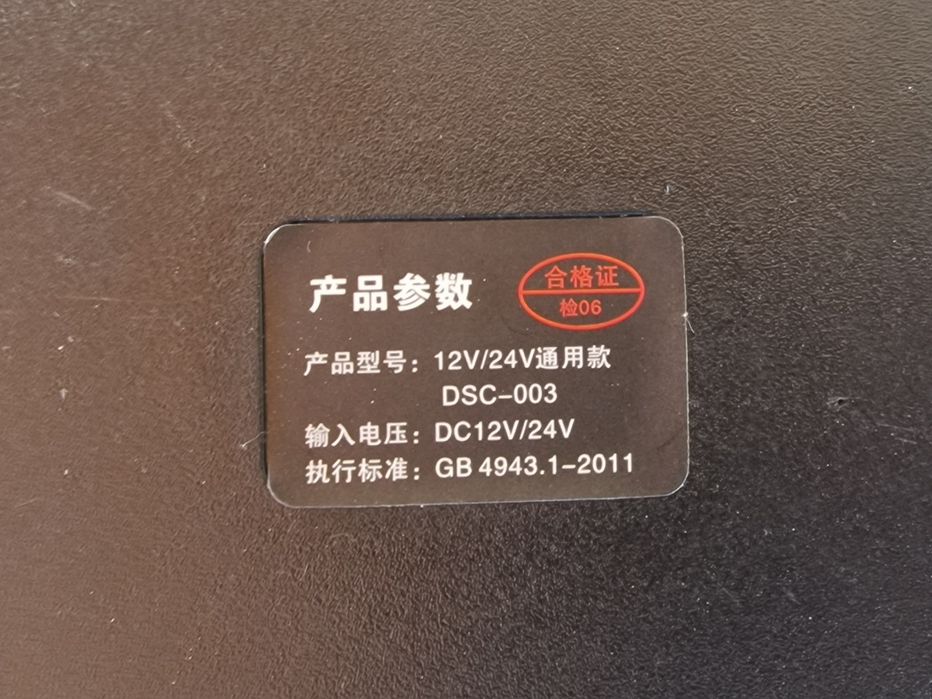 产品参数
合格证
检06
产品型号：12V/24V通用款
DSC-003
输入电压：DC12V/24V
执行标准：GB 4943.1-2011